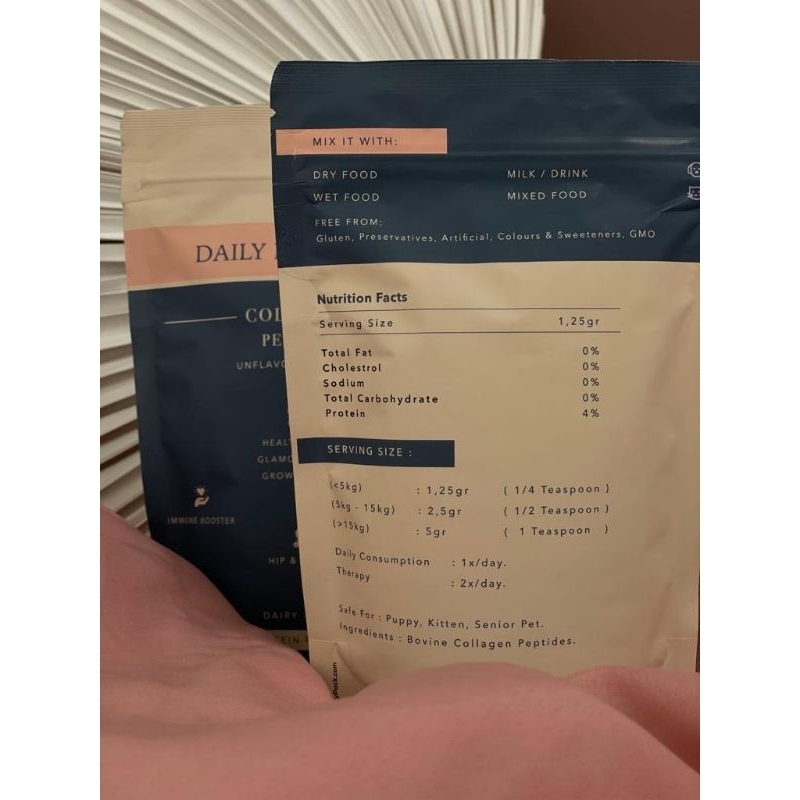 MIX IT WITH:
DRY FOOD MILK / DRINK
WET FOOD MIXED FOOD
FREE FROM;
Gluten, Preservatives, Artificial, Colours & Sweeteners, GMO
Nutrition Facts
Serving Size 1,25gr
Total Fat 0%
Cholestrol 0%
Sodium 0%
Total Carbohydrate 0%
Protein 4%
SERVING SIZE :
(<5kg) : 1,25gr ( 1/4 Teaspoon )
(5kg - 15kg) : 2,5gr ( 1/2 Teaspoon )
(>15kg) : 5gr ( 1 Teaspoon )
Daily Consumption : 1x/day.
Therapy : 2x/day.
Safe For : Puppy, Kitten, Senior Pet.
Ingredients : Bovine Collagen Peptides.
DAILY
IMMUNE BOOSTER
HIP &
DAIRY